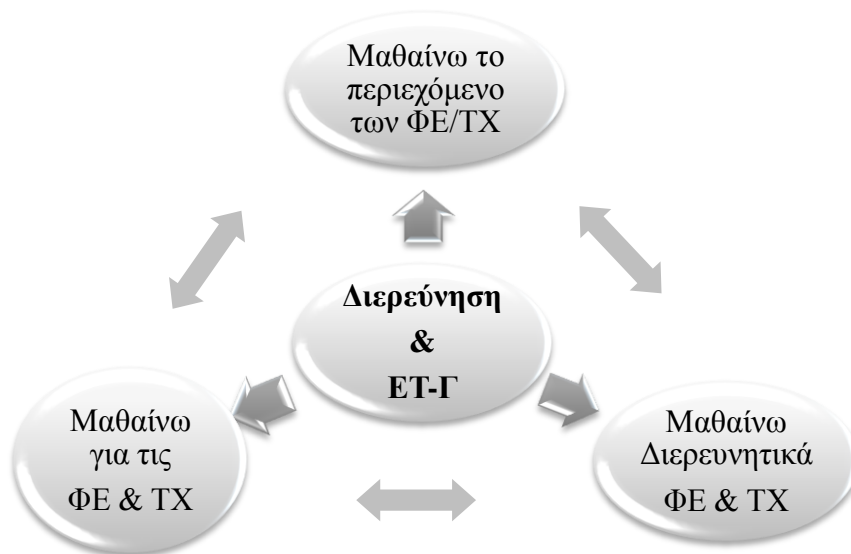 Μαθαίνω το
περιεχόμενο
των ΦΕ/ΤΧ
Διερεύνηση
&
ΕΤ-Γ
Μαθαίνω
για τις
ΦΕ & ΤΧ
Μαθαίνω
Διερευνητικά
ΦΕ & ΤΧ